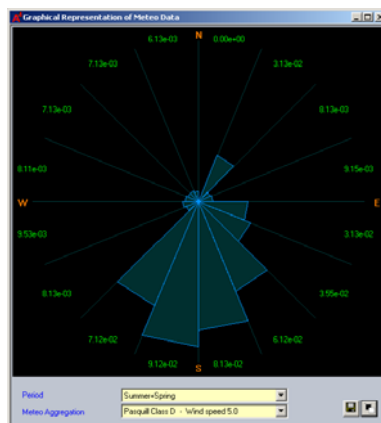 Graphical Representation of Meteo Data
N
6.13e-03 0.00e+00
7.13e-03 3.13e-02
7.13e-03 8.13e-03
8.11e-03 9.15e-03
W E
9.53e-03 3.13e-02
8.13e-03 3.55e-02
7.12e-02 6.12e-02
9.12e-02 8.13e-02
S
Period Summer+Spring
Meteo Aggregation Pasquill Class D - Wind speed 5.0